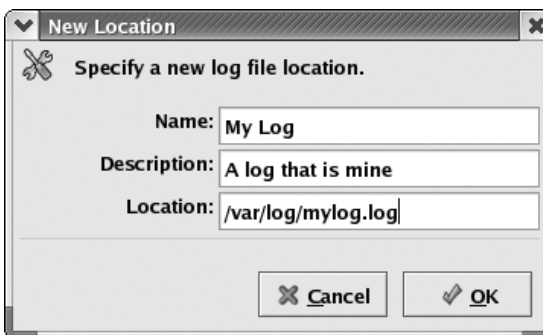 New Location
Specify a new log file location.
Name: My Log
Description: A log that is mine
Location: /var/log/mylog.log
Cancel OK